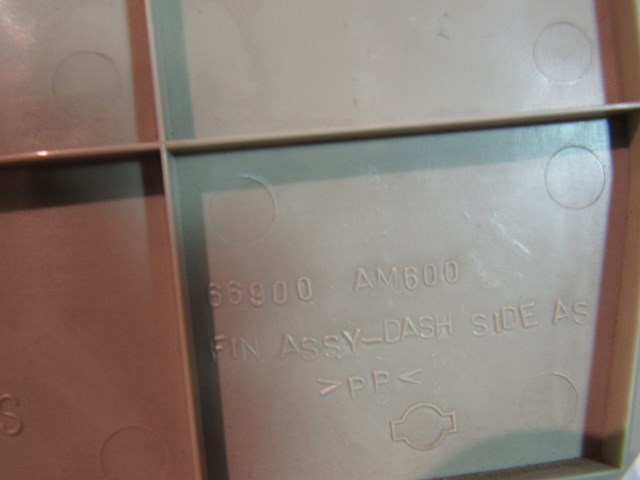 66900 AM600
FIN ASSY-DASH SIDE AS
>PP<
S